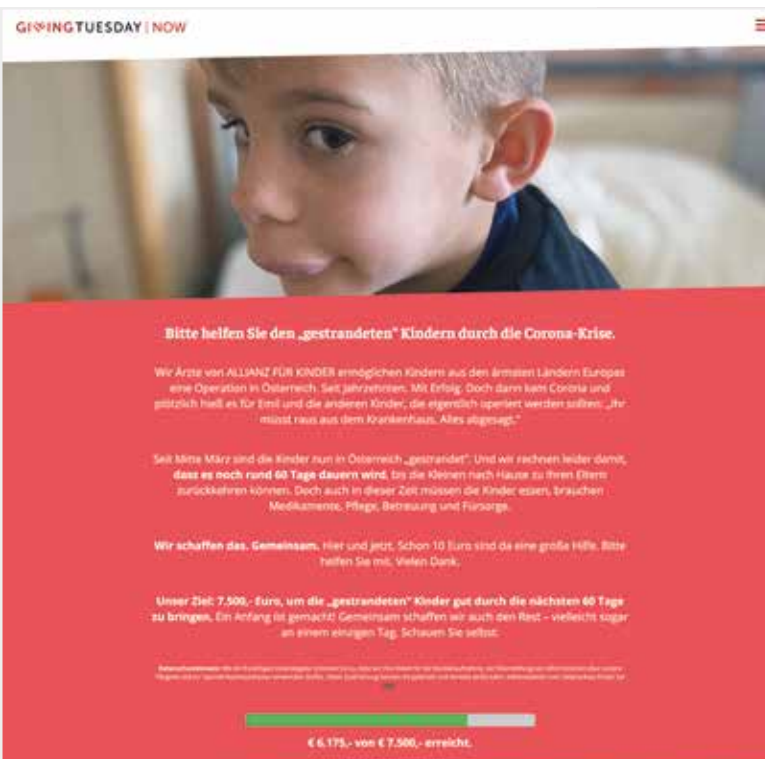 GIVINGTUESDAY | NOW
Bitte helfen Sie den „gestrandeten" Kindern durch die Corona-Krise.
Wir Ärzte von ALLIANZ FÜR KINDER ermöglichen Kindern aus den ärmsten Ländern Europas
eine Operation in Österreich. Seit Jahrzehnten. Mit Erfolg. Doch dann kam Corona und
plötzlich hieß es für Emil und die anderen Kinder, die eigentlich operiert werden sollten: „Ihr
müsst raus aus dem Krankenhaus. Alles abgesagt."
Seit Mitte März sind die Kinder nun in Österreich „gestrandet". Und wir rechnen leider damit,
dass es noch rund 60 Tage dauern wird, bis die Kleinen nach Hause zu ihren Eltern
zurückkehren können. Doch auch in dieser Zeit müssen die Kinder essen, brauchen
Medikamente, Pflege, Betreuung und Fürsorge.
Wir schaffen das. Gemeinsam. Hier und jetzt. Schon 10 Euro sind da eine große Hilfe. Bitte
helfen Sie mit. Vielen Dank.
Unser Ziel: 7.500,- Euro, um die „gestrandeten" Kinder gut durch die nächsten 60 Tage
zu bringen. Ein Anfang ist gemacht! Gemeinsam schaffen wir auch den Rest – vielleicht sogar
an einem einzigen Tag. Schauen Sie selbst:
€ 6.175,- von € 7.500,- erreicht.